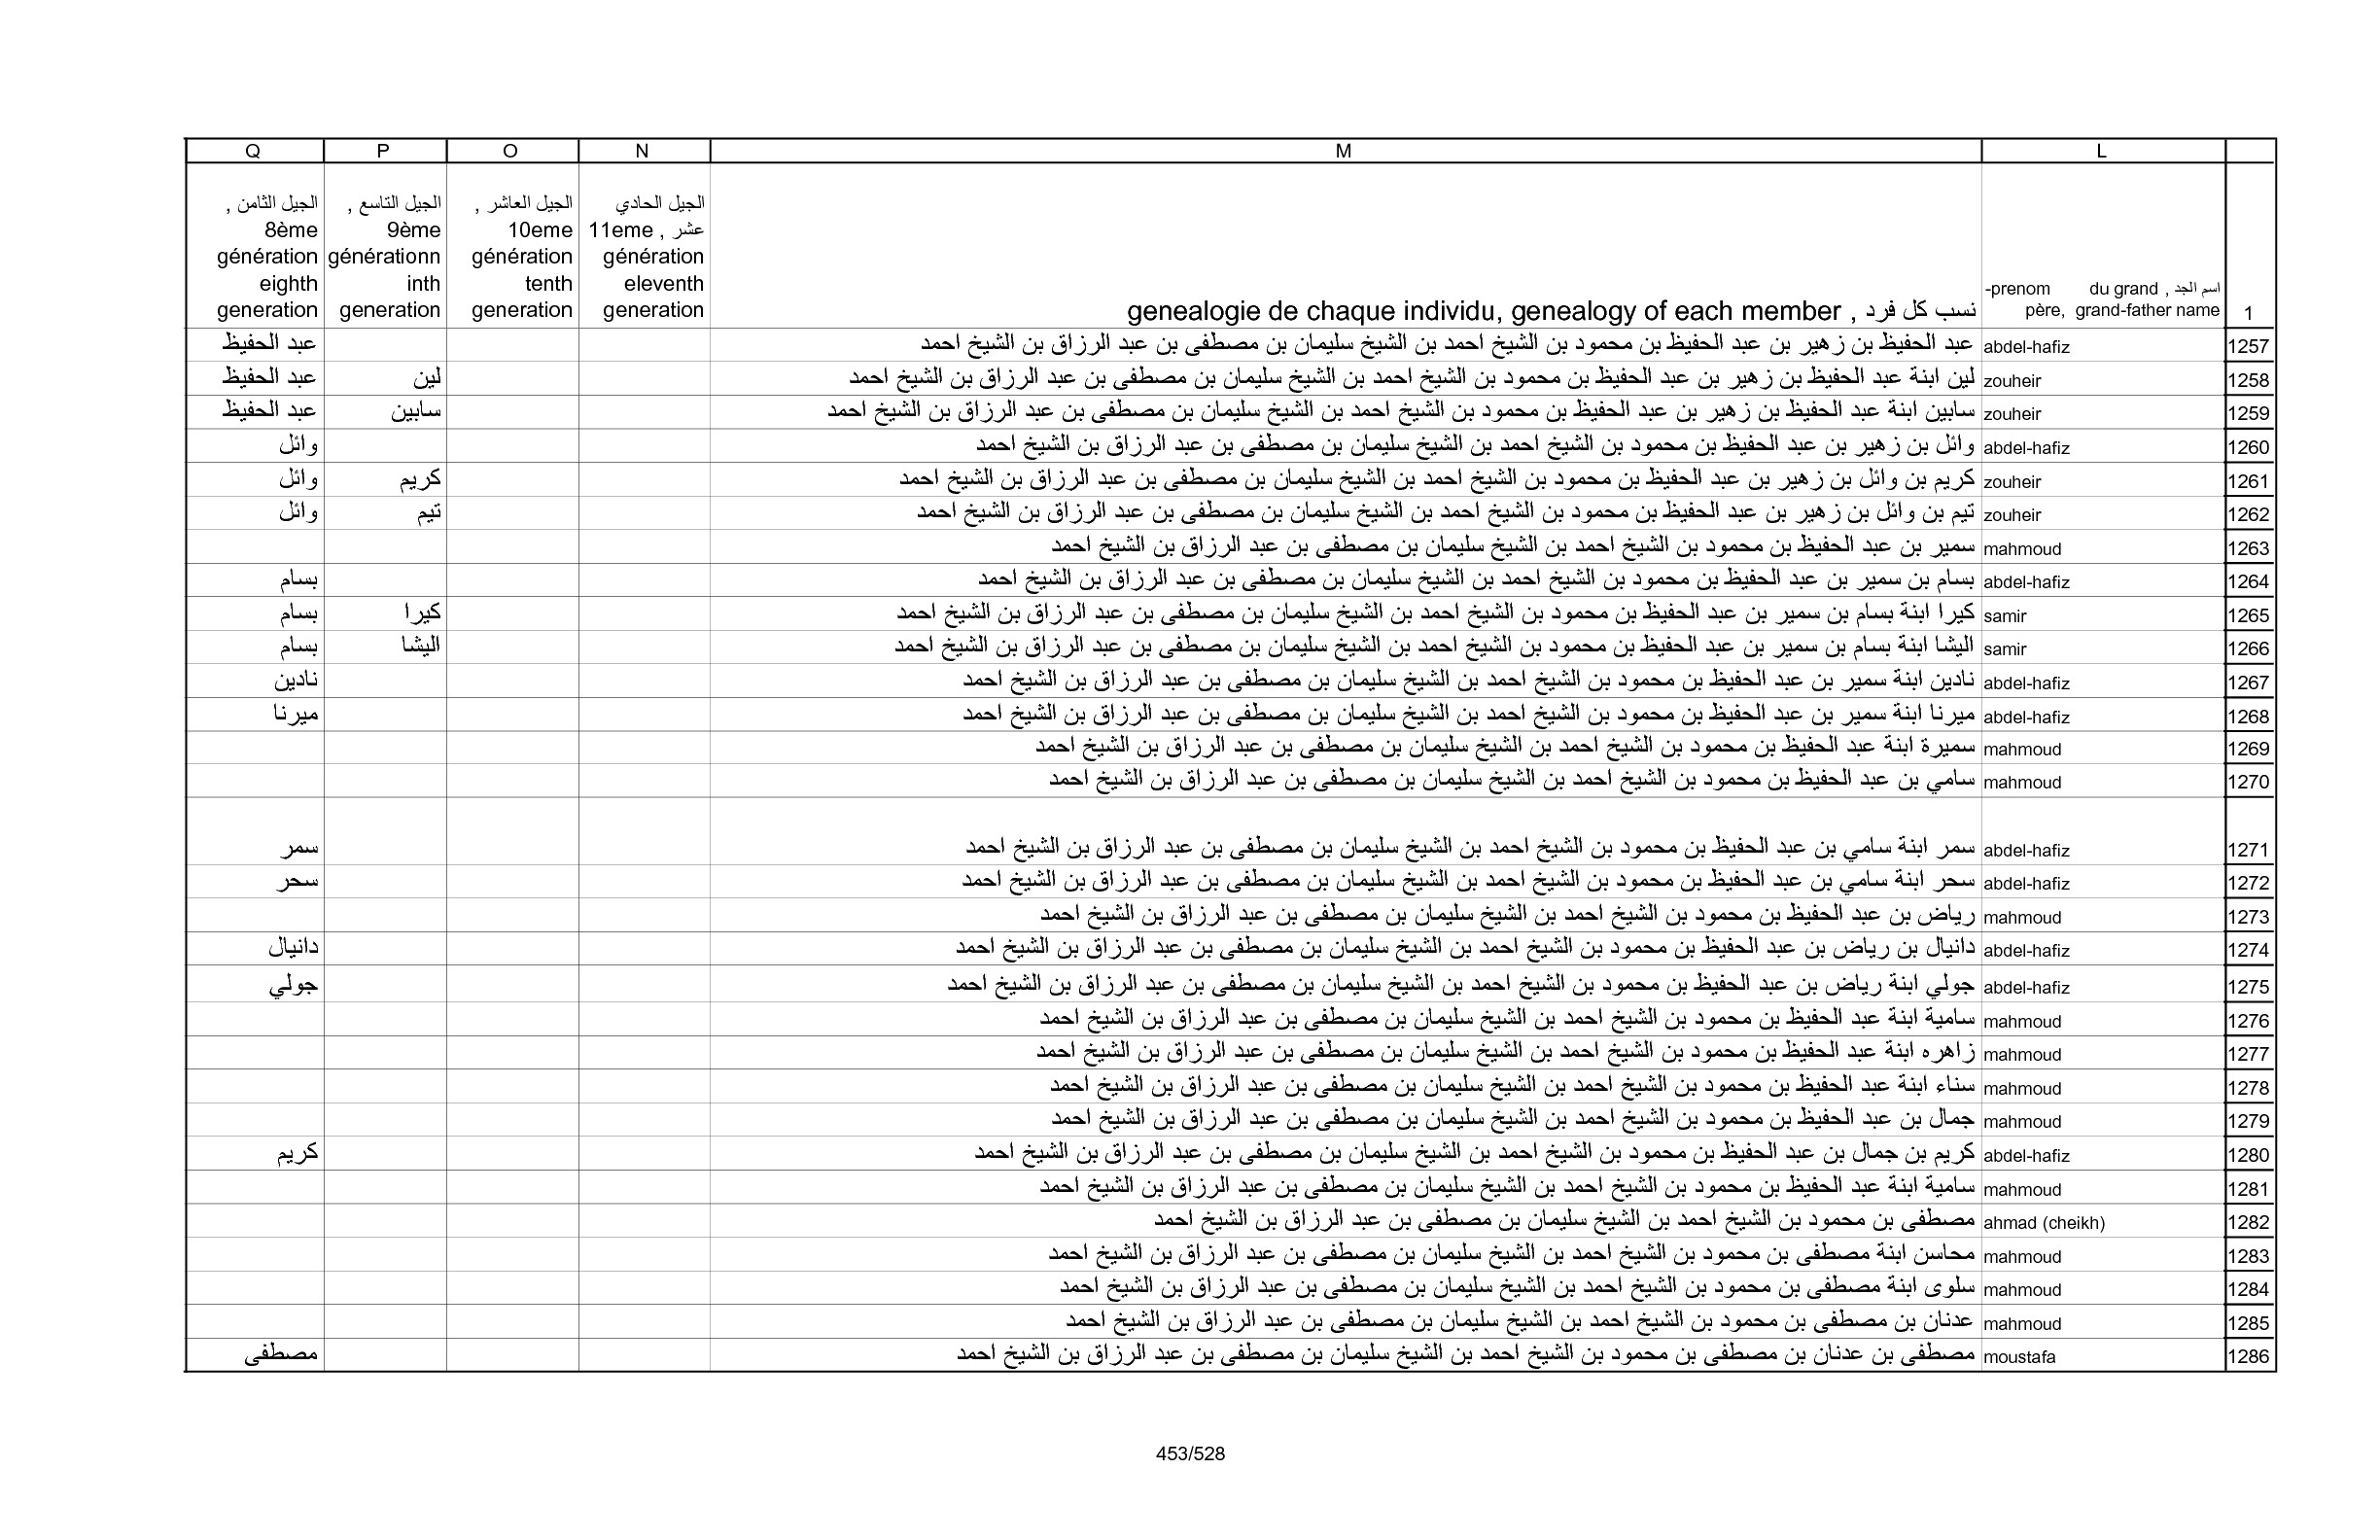 L M N O P Q
1 -prenom du grand , اسم الجد père, grand-father name نسب كل فرد , genealogie de chaque individu, genealogy of each member الجيل الحادي عشر , 11eme génération eleventh generation الجيل العاشر , 10eme génération tenth generation الجيل التاسع , 9ème générationn inth generation الجيل الثامن , 8ème génération eighth generation
1257 abdel-hafiz عبد الحفيظ بن زهير بن عبد الحفيظ بن محمود بن الشيخ احمد بن الشيخ سليمان بن مصطفى بن عبد الرزاق بن الشيخ احمد عبد الحفيظ
1258 zouheir لين ابنة عبد الحفيظ بن زهير بن عبد الحفيظ بن محمود بن الشيخ احمد بن الشيخ سليمان بن مصطفى بن عبد الرزاق بن الشيخ احمد لين عبد الحفيظ
1259 zouheir سابين ابنة عبد الحفيظ بن زهير بن عبد الحفيظ بن محمود بن الشيخ احمد بن الشيخ سليمان بن مصطفى بن عبد الرزاق بن الشيخ احمد سابين عبد الحفيظ
1260 abdel-hafiz وائل بن زهير بن عبد الحفيظ بن محمود بن الشيخ احمد بن الشيخ سليمان بن مصطفى بن عبد الرزاق بن الشيخ احمد وائل
1261 zouheir كريم بن وائل بن زهير بن عبد الحفيظ بن محمود بن الشيخ احمد بن الشيخ سليمان بن مصطفى بن عبد الرزاق بن الشيخ احمد كريم وائل
1262 zouheir تيم بن وائل بن زهير بن عبد الحفيظ بن محمود بن الشيخ احمد بن الشيخ سليمان بن مصطفى بن عبد الرزاق بن الشيخ احمد تيم وائل
1263 mahmoud سمير بن عبد الحفيظ بن محمود بن الشيخ احمد بن الشيخ سليمان بن مصطفى بن عبد الرزاق بن الشيخ احمد
1264 abdel-hafiz بسام بن سمير بن عبد الحفيظ بن محمود بن الشيخ احمد بن الشيخ سليمان بن مصطفى بن عبد الرزاق بن الشيخ احمد بسام
1265 samir كيرا ابنة بسام بن سمير بن عبد الحفيظ بن محمود بن الشيخ احمد بن الشيخ سليمان بن مصطفى بن عبد الرزاق بن الشيخ احمد كيرا بسام
1266 samir اليشا ابنة بسام بن سمير بن عبد الحفيظ بن محمود بن الشيخ احمد بن الشيخ سليمان بن مصطفى بن عبد الرزاق بن الشيخ احمد اليشا بسام
1267 abdel-hafiz نادين ابنة سمير بن عبد الحفيظ بن محمود بن الشيخ احمد بن الشيخ سليمان بن مصطفى بن عبد الرزاق بن الشيخ احمد نادين
1268 abdel-hafiz ميرنا ابنة سمير بن عبد الحفيظ بن محمود بن الشيخ احمد بن الشيخ سليمان بن مصطفى بن عبد الرزاق بن الشيخ احمد ميرنا
1269 mahmoud سميرة ابنة عبد الحفيظ بن محمود بن الشيخ احمد بن الشيخ سليمان بن مصطفى بن عبد الرزاق بن الشيخ احمد
1270 mahmoud سامي بن عبد الحفيظ بن محمود بن الشيخ احمد بن الشيخ سليمان بن مصطفى بن عبد الرزاق بن الشيخ احمد
1271 abdel-hafiz سمر ابنة سامي بن عبد الحفيظ بن محمود بن الشيخ احمد بن الشيخ سليمان بن مصطفى بن عبد الرزاق بن الشيخ احمد سمر
1272 abdel-hafiz سحر ابنة سامي بن عبد الحفيظ بن محمود بن الشيخ احمد بن الشيخ سليمان بن مصطفى بن عبد الرزاق بن الشيخ احمد سحر
1273 mahmoud رياض بن عبد الحفيظ بن محمود بن الشيخ احمد بن الشيخ سليمان بن مصطفى بن عبد الرزاق بن الشيخ احمد
1274 abdel-hafiz دانيال بن رياض بن عبد الحفيظ بن محمود بن الشيخ احمد بن الشيخ سليمان بن مصطفى بن عبد الرزاق بن الشيخ احمد دانيال
1275 abdel-hafiz جولي ابنة رياض بن عبد الحفيظ بن محمود بن الشيخ احمد بن الشيخ سليمان بن مصطفى بن عبد الرزاق بن الشيخ احمد جولي
1276 mahmoud سامية ابنة عبد الحفيظ بن محمود بن الشيخ احمد بن الشيخ سليمان بن مصطفى بن عبد الرزاق بن الشيخ احمد
1277 mahmoud زاهره ابنة عبد الحفيظ بن محمود بن الشيخ احمد بن الشيخ سليمان بن مصطفى بن عبد الرزاق بن الشيخ احمد
1278 mahmoud سناء ابنة عبد الحفيظ بن محمود بن الشيخ احمد بن الشيخ سليمان بن مصطفى بن عبد الرزاق بن الشيخ احمد
1279 mahmoud جمال بن عبد الحفيظ بن محمود بن الشيخ احمد بن الشيخ سليمان بن مصطفى بن عبد الرزاق بن الشيخ احمد
1280 abdel-hafiz كريم بن جمال بن عبد الحفيظ بن محمود بن الشيخ احمد بن الشيخ سليمان بن مصطفى بن عبد الرزاق بن الشيخ احمد كريم
1281 mahmoud سامية ابنة عبد الحفيظ بن محمود بن الشيخ احمد بن الشيخ سليمان بن مصطفى بن عبد الرزاق بن الشيخ احمد
1282 ahmad (cheikh) مصطفى بن محمود بن الشيخ احمد بن الشيخ سليمان بن مصطفى بن عبد الرزاق بن الشيخ احمد
1283 mahmoud محاسن ابنة مصطفى بن محمود بن الشيخ احمد بن الشيخ سليمان بن مصطفى بن عبد الرزاق بن الشيخ احمد
1284 mahmoud سلوى ابنة مصطفى بن محمود بن الشيخ احمد بن الشيخ سليمان بن مصطفى بن عبد الرزاق بن الشيخ احمد
1285 mahmoud عدنان بن مصطفى بن محمود بن الشيخ احمد بن الشيخ سليمان بن مصطفى بن عبد الرزاق بن الشيخ احمد
1286 moustafa مصطفى بن عدنان بن مصطفى بن محمود بن الشيخ احمد بن الشيخ سليمان بن مصطفى بن عبد الرزاق بن الشيخ احمد مصطفى
453/528